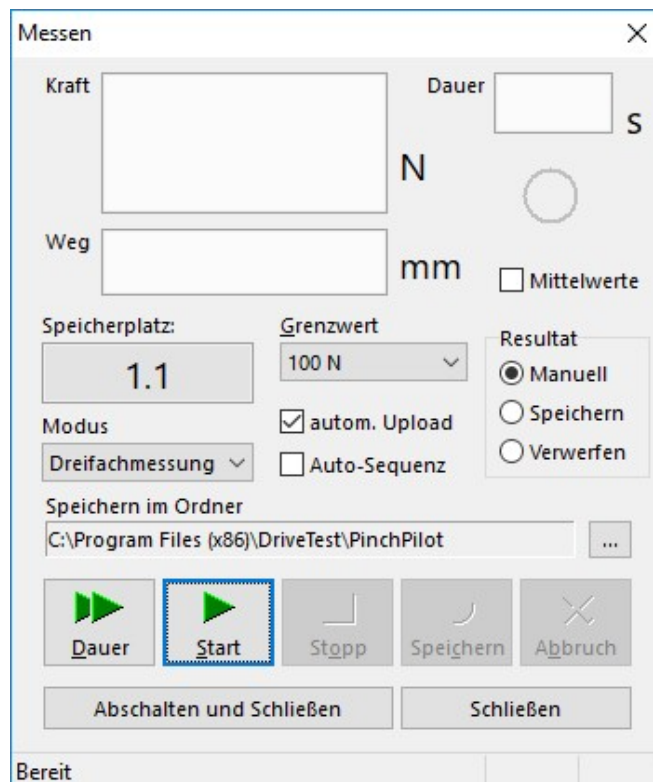 Messen
Kraft
N
Dauer
s
Weg
mm
Mittelwerte
Speicherplatz:
1.1
Grenzwert
100 N
Resultat
Manuell
Speichern
Verwerfen
Modus
Dreifachmessung
autom. Upload
Auto-Sequenz
Speichern im Ordner
C:\Program Files (x86)\DriveTest\PinchPilot
...
Dauer
Start
Stopp
Speichern
Abbruch
Abschalten und Schließen
Schließen
Bereit